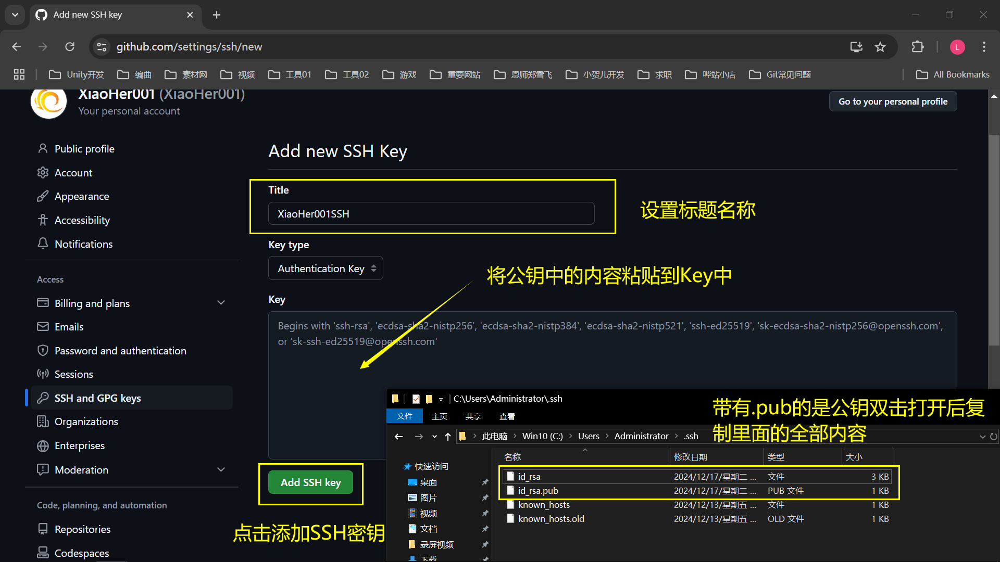 Add new SSH key
github.com/settings/ssh/new
L
Unity开发
编曲
素材网
视频
工具01
工具02
游戏
重要网站
恩师郑雪飞
小贺儿开发
求职
哔站小店
Git常见问题
All Bookmarks
XiaoHer001 (XiaoHer001)
Your personal account
Go to your personal profile
Public profile
Account
Appearance
Accessibility
Notifications
Access
Billing and plans
Emails
Password and authentication
Sessions
SSH and GPG keys
Organizations
Enterprises
Moderation
Code, planning, and automation
Repositories
Codespaces
Add new SSH Key
Title
XiaoHer001SSH
设置标题名称
Key type
Authentication Key
将公钥中的内容粘贴到Key中
Key
Begins with 'ssh-rsa', 'ecdsa-sha2-nistp256', 'ecdsa-sha2-nistp384', 'ecdsa-sha2-nistp521', 'ssh-ed25519', 'sk-ecdsa-sha2-nistp256@openssh.com',
or 'sk-ssh-ed25519@openssh.com'
Add SSH key
点击添加SSH密钥
C:\Users\Administrator\.ssh
文件
主页
共享
查看
带有.pub的是公钥双击打开后复
制里面的全部内容
此电脑 > Win10 (C:) > Users > Administrator > .ssh
名称 修改日期 类型 大小
快速访问
桌面
图片
视频
文档
录屏视频
下载
id_rsa 2024/12/17/星期二 ... 文件 3 KB
id_rsa.pub 2024/12/17/星期二 ... PUB 文件 1 KB
known_hosts 2024/12/13/星期五 ... 文件 1 KB
known_hosts.old 2024/12/13/星期五 ... OLD 文件 1 KB